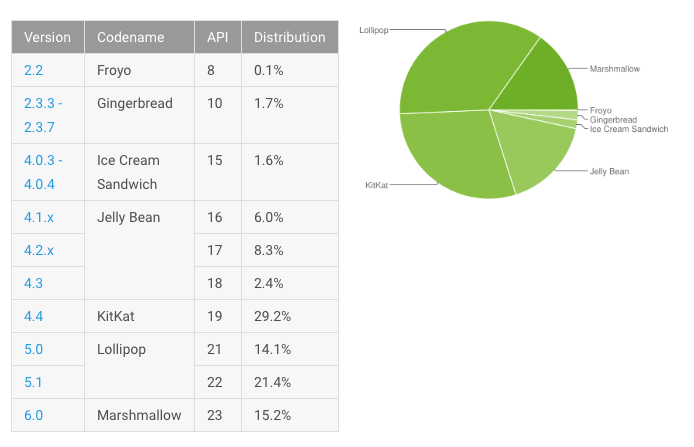 Version Codename API Distribution
2.2 Froyo 8 0.1%
2.3.3 - Gingerbread 10 1.7%
2.3.7
4.0.3 - Ice Cream 15 1.6%
4.0.4 Sandwich
4.1.x Jelly Bean 16 6.0%
4.2.x 17 8.3%
4.3 18 2.4%
4.4 KitKat 19 29.2%
5.0 Lollipop 21 14.1%
5.1 22 21.4%
6.0 Marshmallow 23 15.2%
Lollipop
Marshmallow
Froyo
Gingerbread
Ice Cream Sandwich
Jelly Bean
KitKat